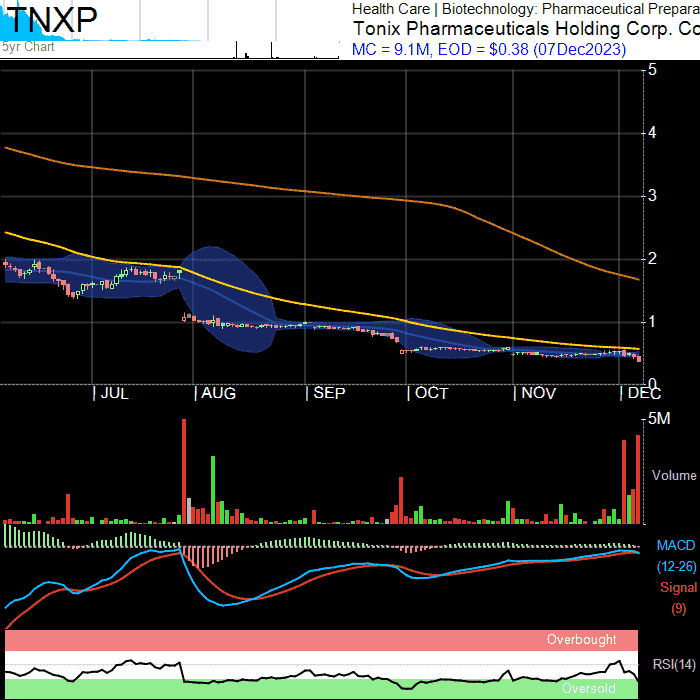 TNXP
Health Care | Biotechnology: Pharmaceutical Prepara
Tonix Pharmaceuticals Holding Corp. Co
5yr Chart
MC = 9.1M, EOD = $0.38 (07Dec2023)
5
4
3
2
1
0
JUL AUG SEP OCT NOV DEC
5M
Volume
MACD
(12-26)
Signal
(9)
Overbought
RSI(14)
Oversold